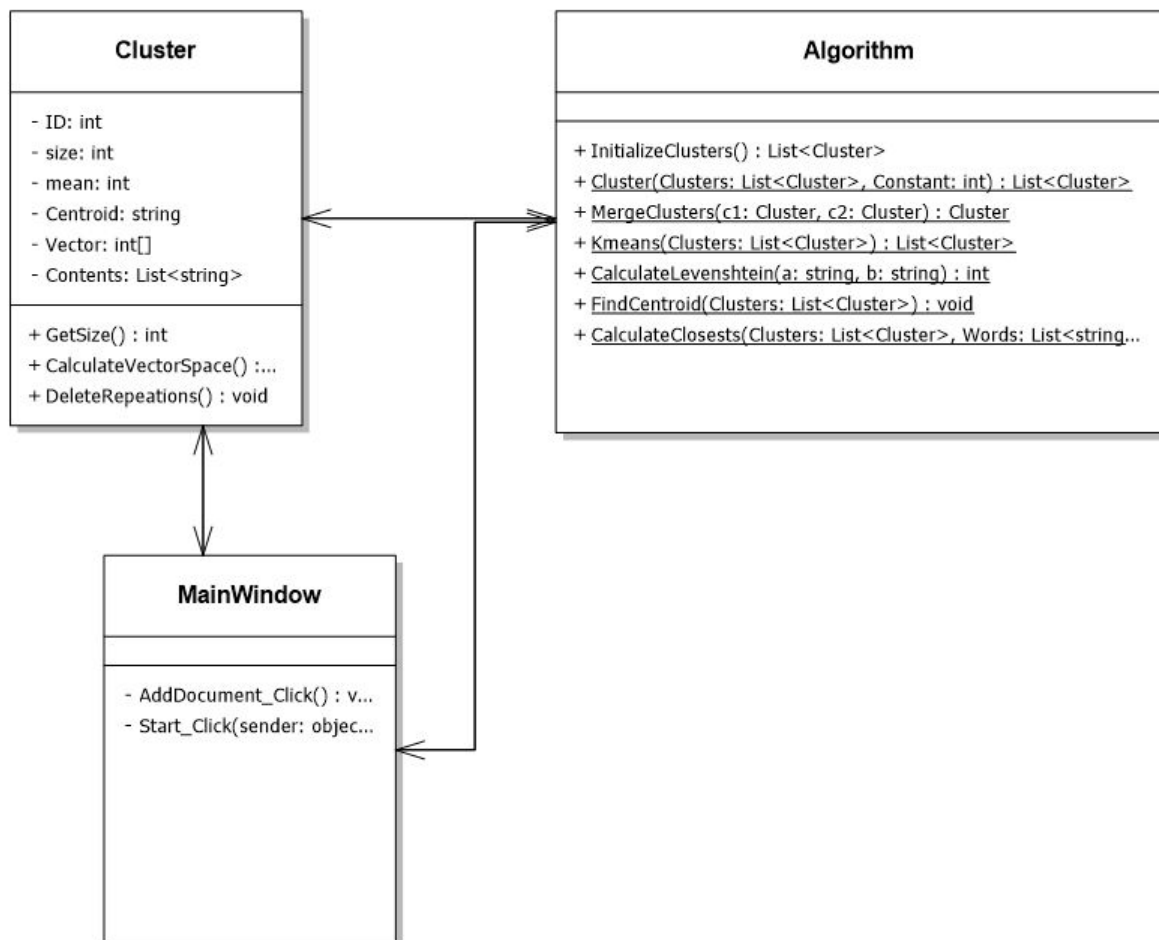 Cluster
- ID: int
- size: int
- mean: int
- Centroid: string
- Vector: int[]
- Contents: List<string>
+ GetSize() : int
+ CalculateVectorSpace() :...
+ DeleteRepeations() : void
Algorithm
+ InitializeClusters() : List<Cluster>
+ Cluster(Clusters: List<Cluster>, Constant: int) : List<Cluster>
+ MergeClusters(c1: Cluster, c2: Cluster) : Cluster
+ Kmeans(Clusters: List<Cluster>) : List<Cluster>
+ CalculateLevenshtein(a: string, b: string) : int
+ FindCentroid(Clusters: List<Cluster>) : void
+ CalculateClosests(Clusters: List<Cluster>, Words: List<string...
MainWindow
- AddDocument_Click() : v...
- Start_Click(sender: objec...